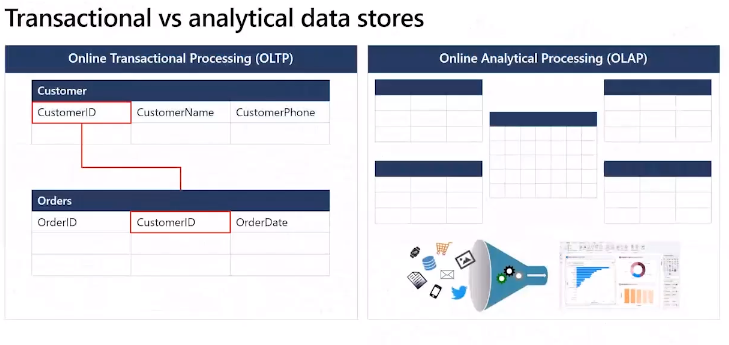 Transactional vs analytical data stores
Online Transactional Processing (OLTP)
Customer
CustomerID CustomerName CustomerPhone
Orders
OrderID CustomerID OrderDate
Online Analytical Processing (OLAP)